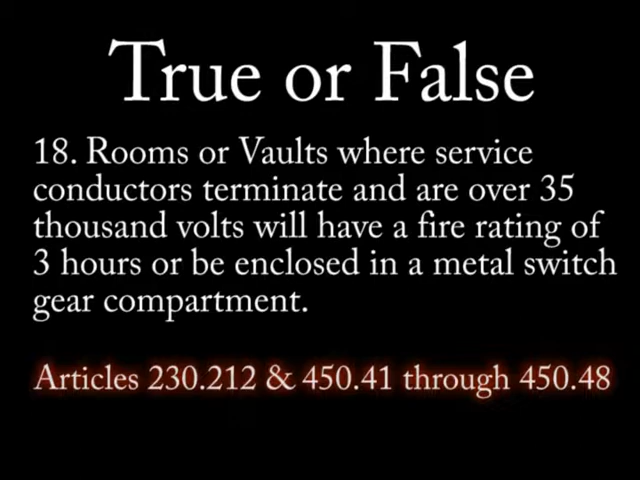 True or False
18. Rooms or Vaults where service
conductors terminate and are over 35
thousand volts will have a fire rating of
3 hours or be enclosed in a metal switch
gear compartment.
Articles 230.212 & 450.41 through 450.48